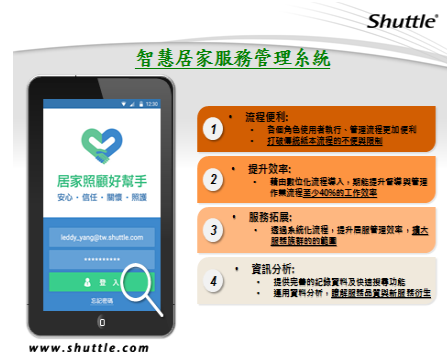 Shuttle
智慧居家服務管理系統
12:30
居家照顧好幫手
安心・信任・關懷・照護
leddy_yang@tw.shuttle.com
**********
登 入
忘記密碼
1
• 流程便利:
• 各個角色使用者執行、管理流程更加便利
• 打破傳統紙本流程的不便與限制
2
• 提升效率:
• 藉由數位化流程導入，期能提升督導與管理
作業流程至少40%的工作效率
3
• 服務拓展:
• 透過系統化流程，提升居服管理效率，擴大
服務族群的的範圍
4
• 資訊分析:
• 提供完善的記錄資料及快速搜尋功能
• 運用資料分析，瞭解服務品質與新服務衍生
www.shuttle.com